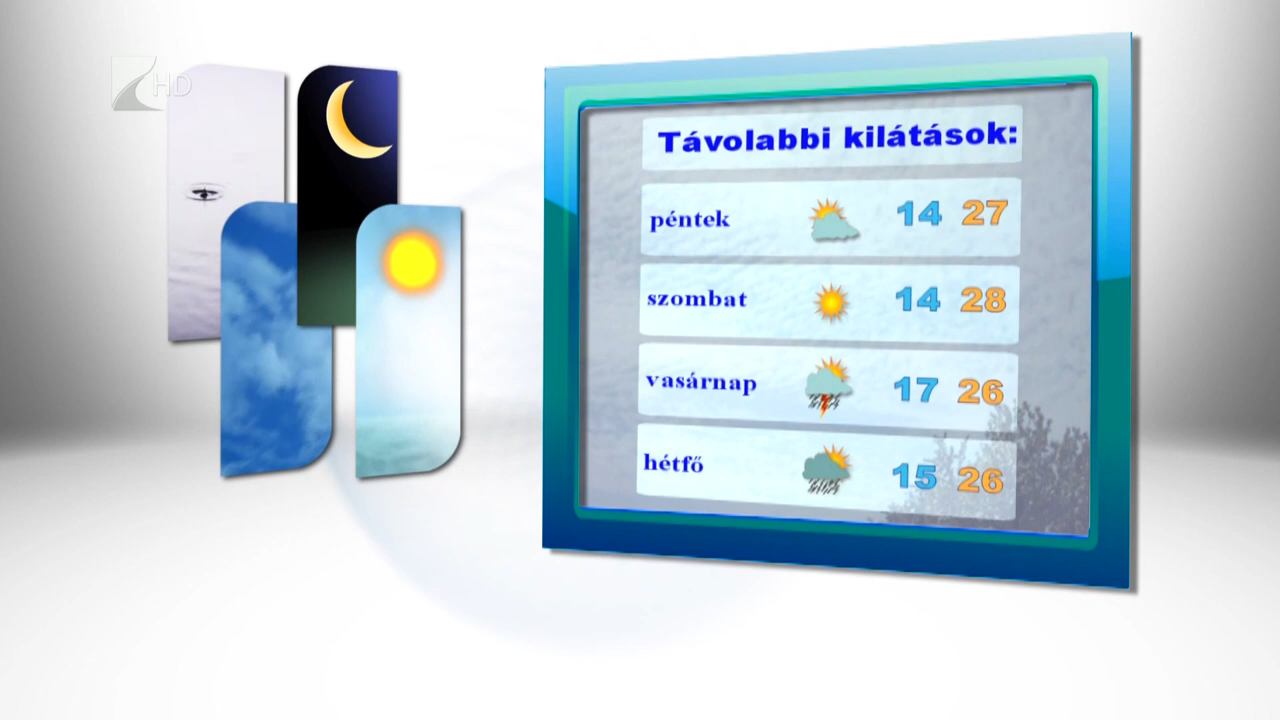 HD
Távolabbi kilátások:
péntek 14 27
szombat 14 28
vasárnap 17 26
hétfő 15 26